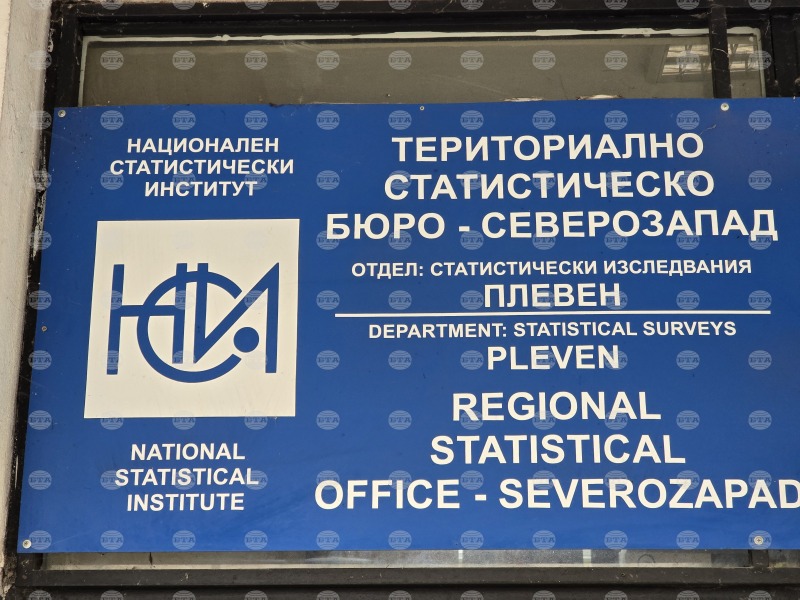 НАЦИОНАЛЕН
СТАТИСТИЧЕСКИ
ИНСТИТУТ
НСИ
NATIONAL
STATISTICAL
INSTITUTE
ТЕРИТОРИАЛНО
СТАТИСТИЧЕСКО
БЮРО - СЕВЕРОЗАПАД
ОТДЕЛ: СТАТИСТИЧЕСКИ ИЗСЛЕДВАНИЯ
ПЛЕВЕН
DEPARTMENT: STATISTICAL SURVEYS
PLEVEN
REGIONAL
STATISTICAL
OFFICE - SEVEROZAPAD
БТА